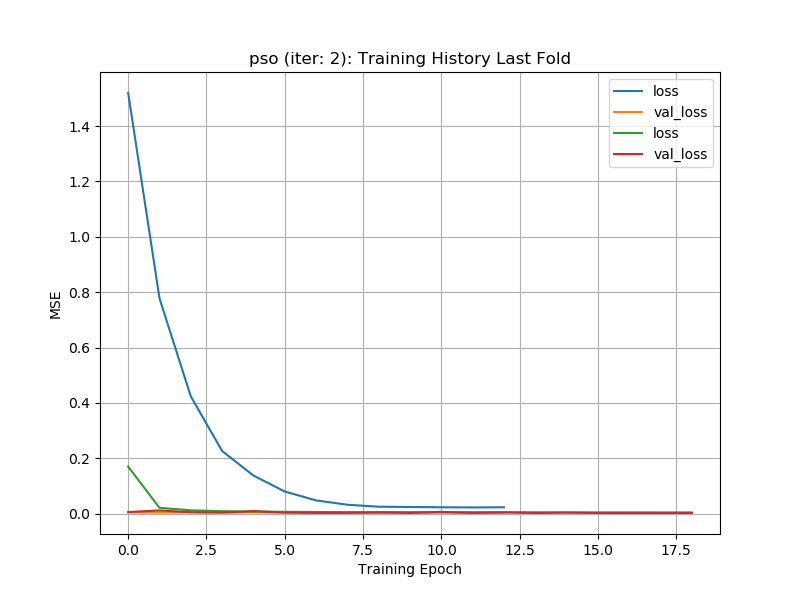 pso (iter: 2): Training History Last Fold
loss
val_loss
loss
val_loss
1.4
1.2
1.0
0.8
0.6
0.4
0.2
0.0
MSE
0.0 2.5 5.0 7.5 10.0 12.5 15.0 17.5
Training Epoch